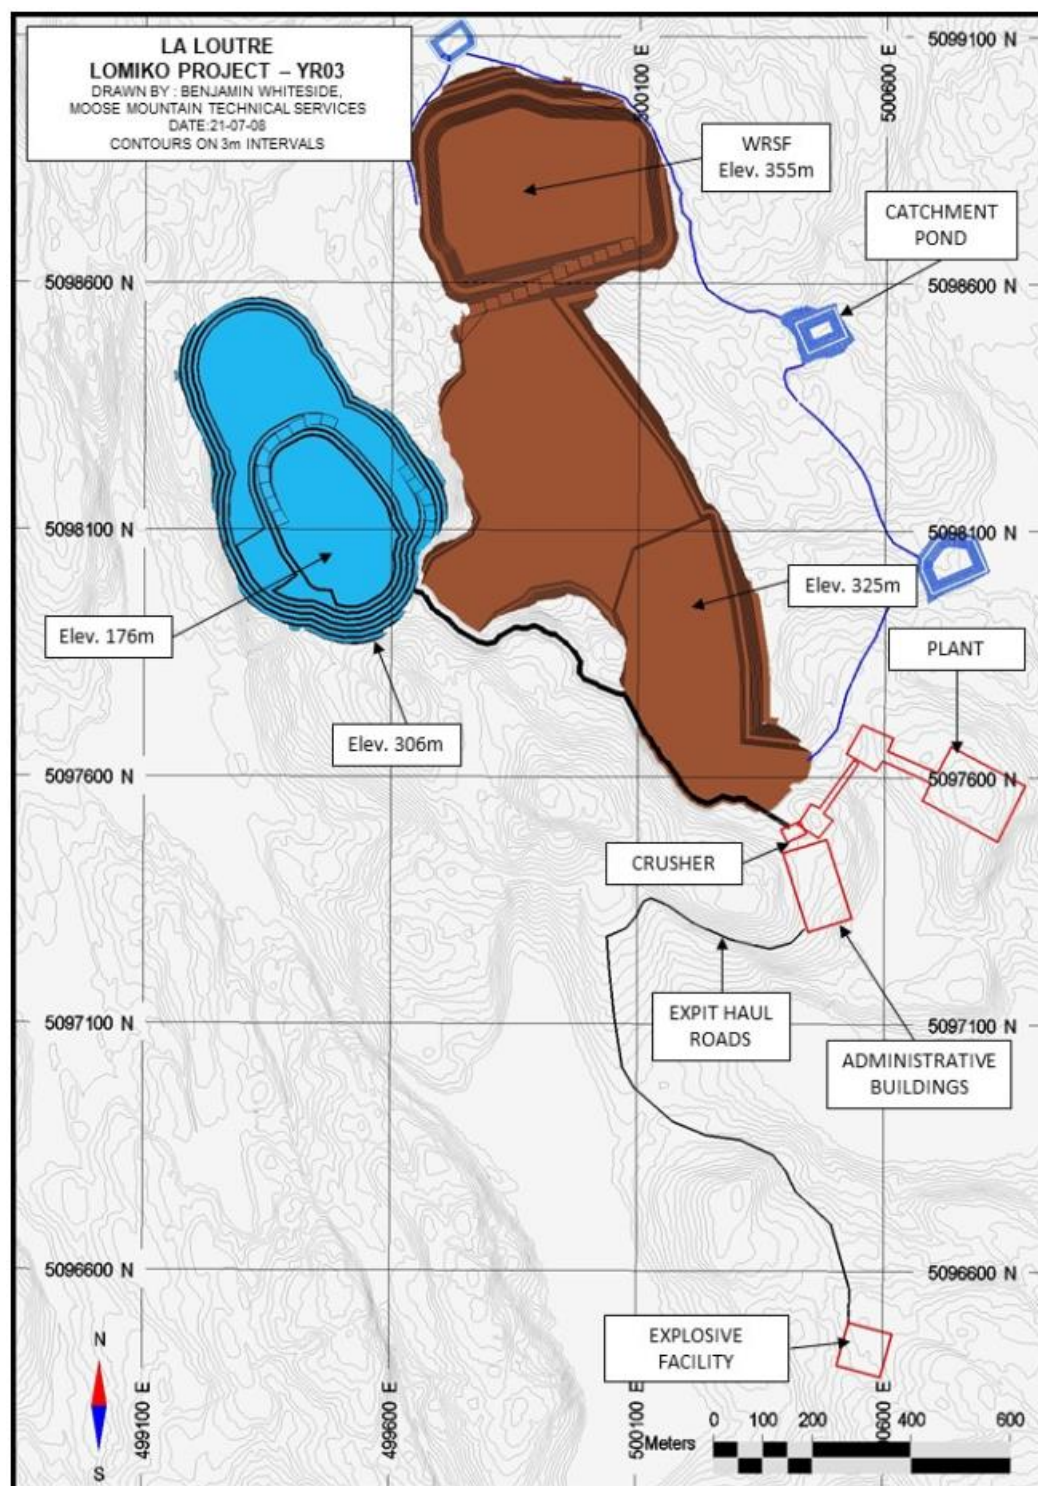 LA LOUTRE
LOMIKO PROJECT – YR03
DRAWN BY : BENJAMIN WHITESIDE,
MOOSE MOUNTAIN TECHNICAL SERVICES
DATE:21-07-08
CONTOURS ON 3m INTERVALS
500100 E
500600 E
5099100 N
WRSF
Elev. 355m
CATCHMENT
POND
5098600 N
5098600 N
5098100 N
5098100 N
Elev. 325m
Elev. 176m
PLANT
Elev. 306m
5097600 N
5097600 N
CRUSHER
EXPIT HAUL
ROADS
5097100 N
5097100 N
ADMINISTRATIVE
BUILDINGS
5096600 N
5096600 N
EXPLOSIVE
FACILITY
N
S
499100 E
499600 E
500100 E
500600 E
0 100 200 400 600
Meters